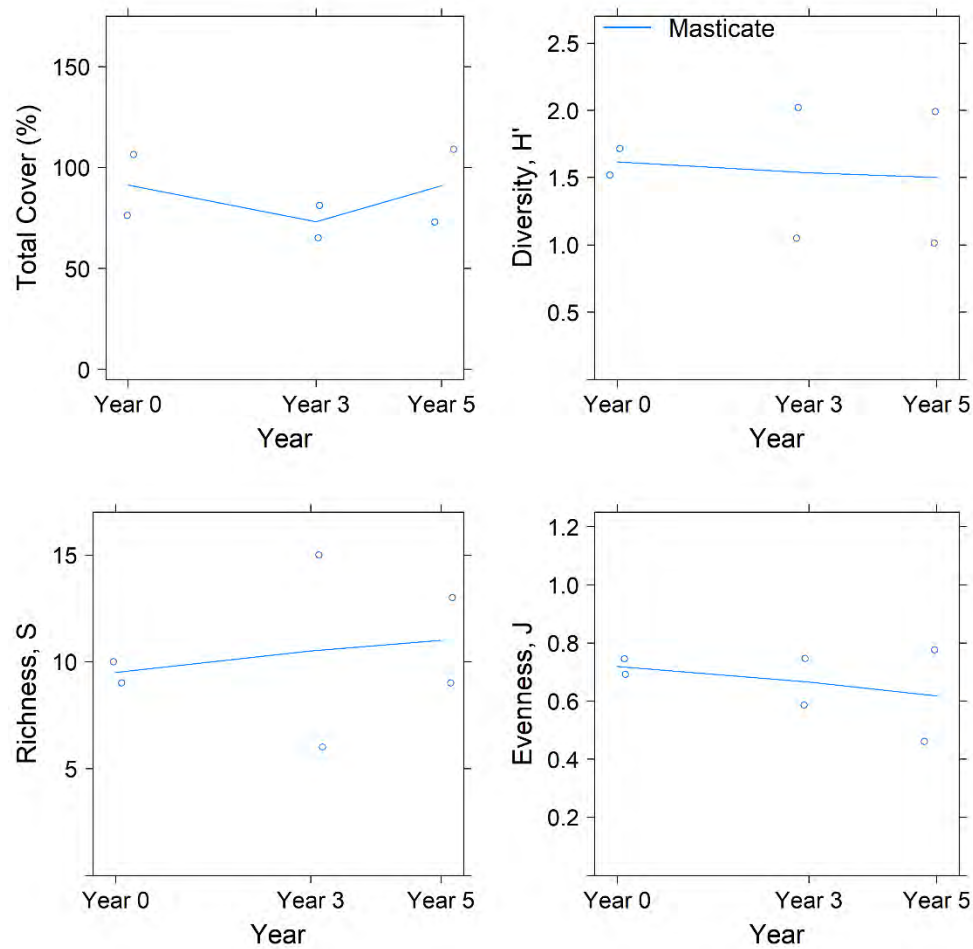 Total Cover (%)
150
100
50
0
Year 0 Year 3 Year 5
Year
Masticate
Diversity, H'
2.5
2.0
1.5
1.0
0.5
Year 0 Year 3 Year 5
Year
Richness, S
15
10
5
Year 0 Year 3 Year 5
Year
Evenness, J
1.2
1.0
0.8
0.6
0.4
0.2
Year 0 Year 3 Year 5
Year